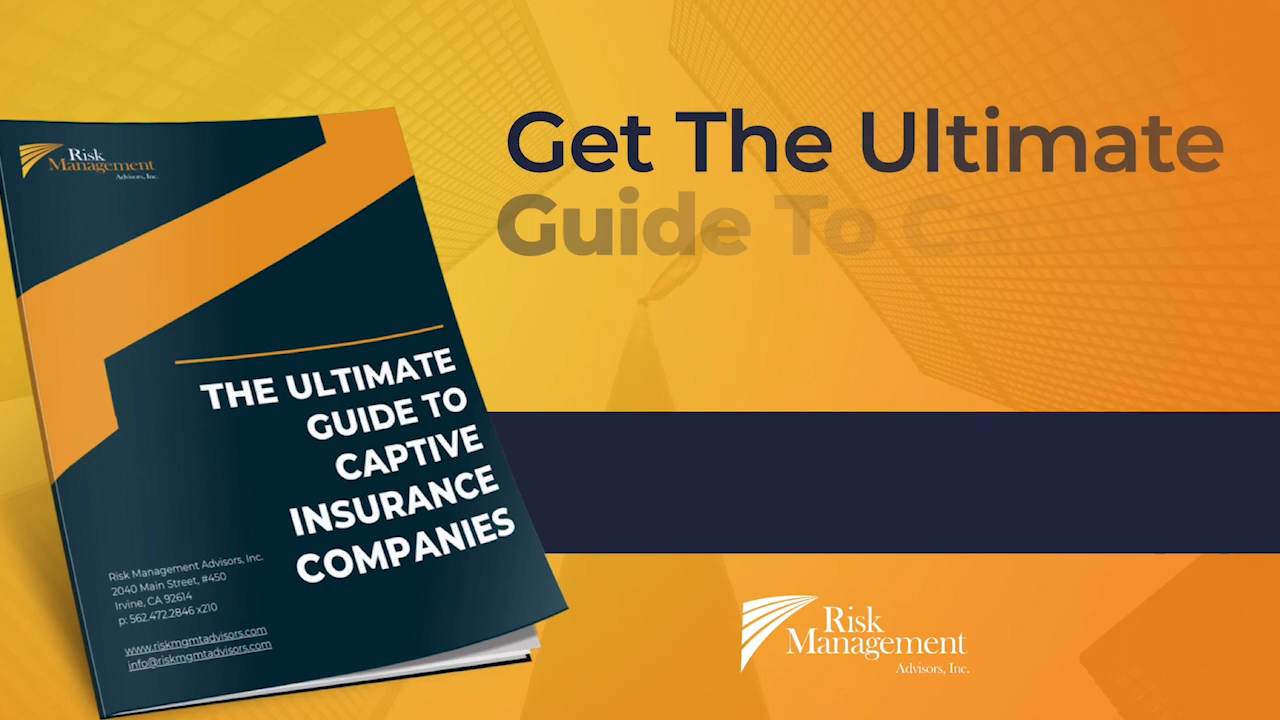 Risk
Management
Advisors, Inc.
THE ULTIMATE
GUIDE TO
CAPTIVE
INSURANCE
COMPANIES
Risk Management Advisors, Inc.
2040 Main Street, #450
Irvine, CA 92614
p: 562.472.2846 x210
www.riskmgmtadvisors.com
info@riskmgmtadvisors.com
Get The Ultimate
Guide To C
Risk
Management
Advisors, Inc.